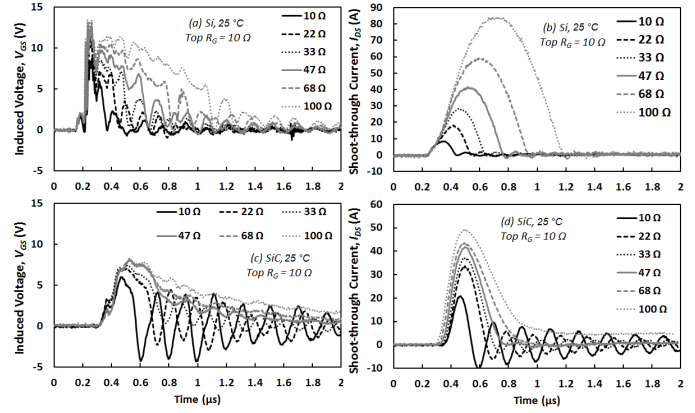 (a) Si, 25 °C
Top RG = 10 Ω
10 Ω
22 Ω
33 Ω
47 Ω
68 Ω
100 Ω
Induced Voltage, VGS (V)
15
10
5
0
-5
0 0.2 0.4 0.6 0.8 1 1.2 1.4 1.6 1.8 2
(b) Si, 25 °C
Top RG = 10 Ω
10 Ω
22 Ω
33 Ω
47 Ω
68 Ω
100 Ω
Shoot-through Current, IDS (A)
90
80
70
60
50
40
30
20
10
0
-10
0 0.2 0.4 0.6 0.8 1 1.2 1.4 1.6 1.8 2
10 Ω 22 Ω 33 Ω
47 Ω 68 Ω 100 Ω
(c) SiC, 25 °C
Top RG = 10 Ω
Induced Voltage, VGS (V)
15
10
5
0
-5
0 0.2 0.4 0.6 0.8 1 1.2 1.4 1.6 1.8 2
Time (μs)
(d) SiC, 25 °C
Top RG = 10 Ω
10 Ω
22 Ω
33 Ω
47 Ω
68 Ω
100 Ω
Shoot-through Current, IDS (A)
60
50
40
30
20
10
0
-10
0 0.2 0.4 0.6 0.8 1 1.2 1.4 1.6 1.8 2
Time (μs)